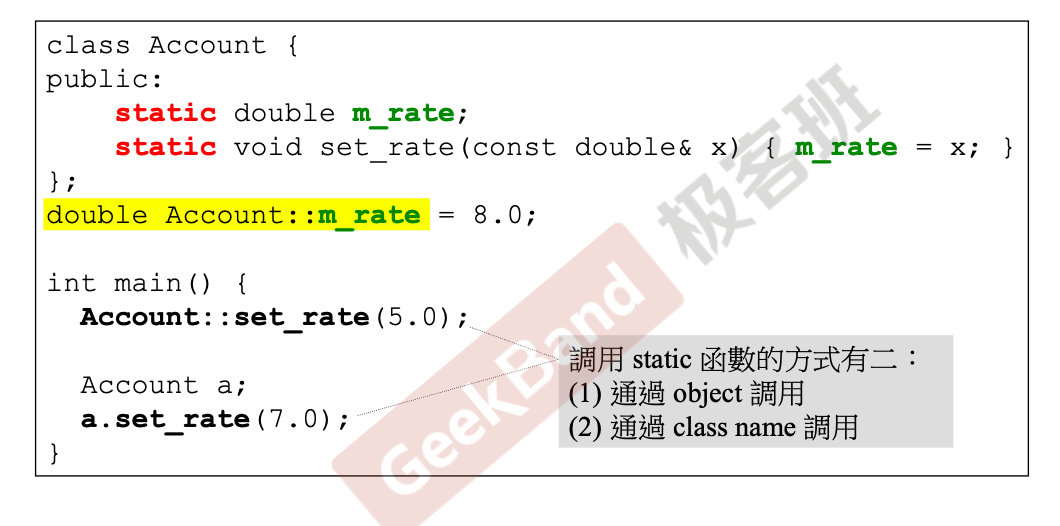 class Account {
public:
    static double m_rate;
    static void set_rate(const double& x) { m_rate = x; }
};
double Account::m_rate = 8.0;

int main() {
  Account::set_rate(5.0);

  Account a;
  a.set_rate(7.0);
}
調用 static 函數的方式有二：
(1) 通過 object 調用
(2) 通過 class name 調用
GeekBand 极客班